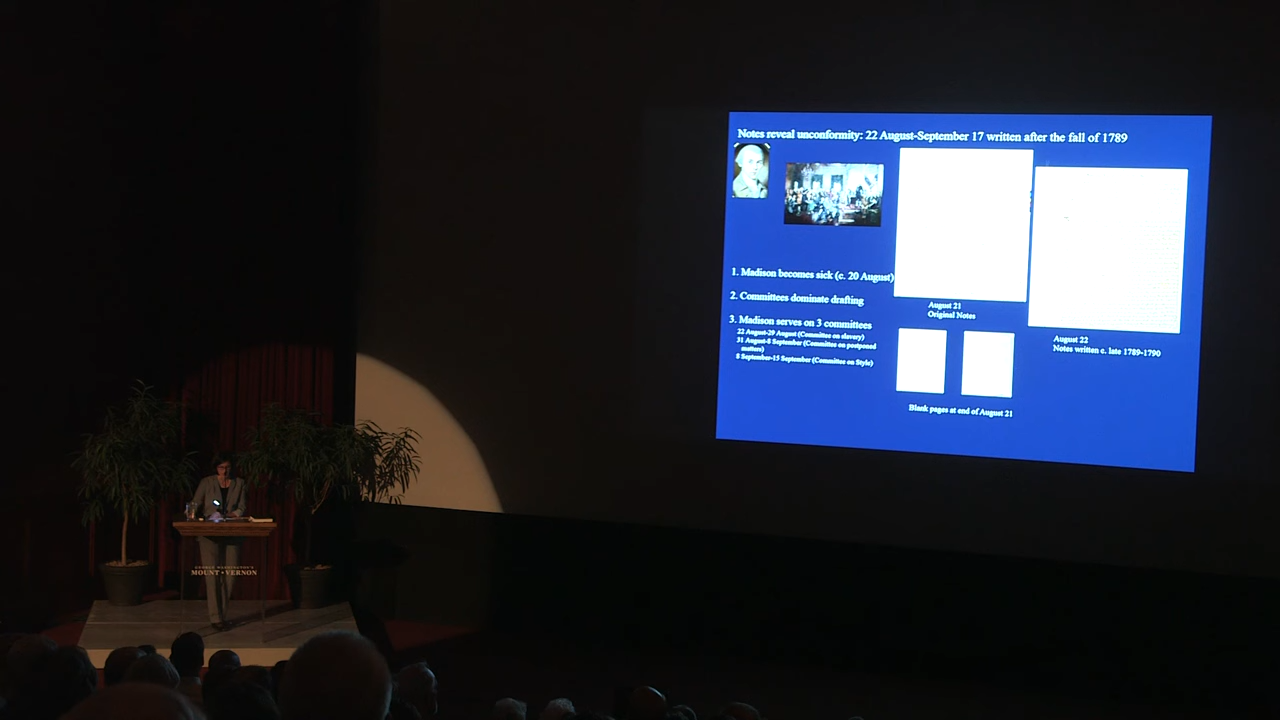 Notes reveal unconformity: 22 August-September 17 written after the fall of 1789
1. Madison becomes sick (c. 20 August)
2. Committees dominate drafting
3. Madison serves on 3 committees
22 August-29 August (Committee on slavery)
31 August-8 September (Committee on postponed
matters)
8 September-15 September (Committee on Style)
August 21
Original Notes
August 22
Notes written c. late 1789-1790
Blank pages at end of August 21
GEORGE WASHINGTON'S
MOUNT•VERNON